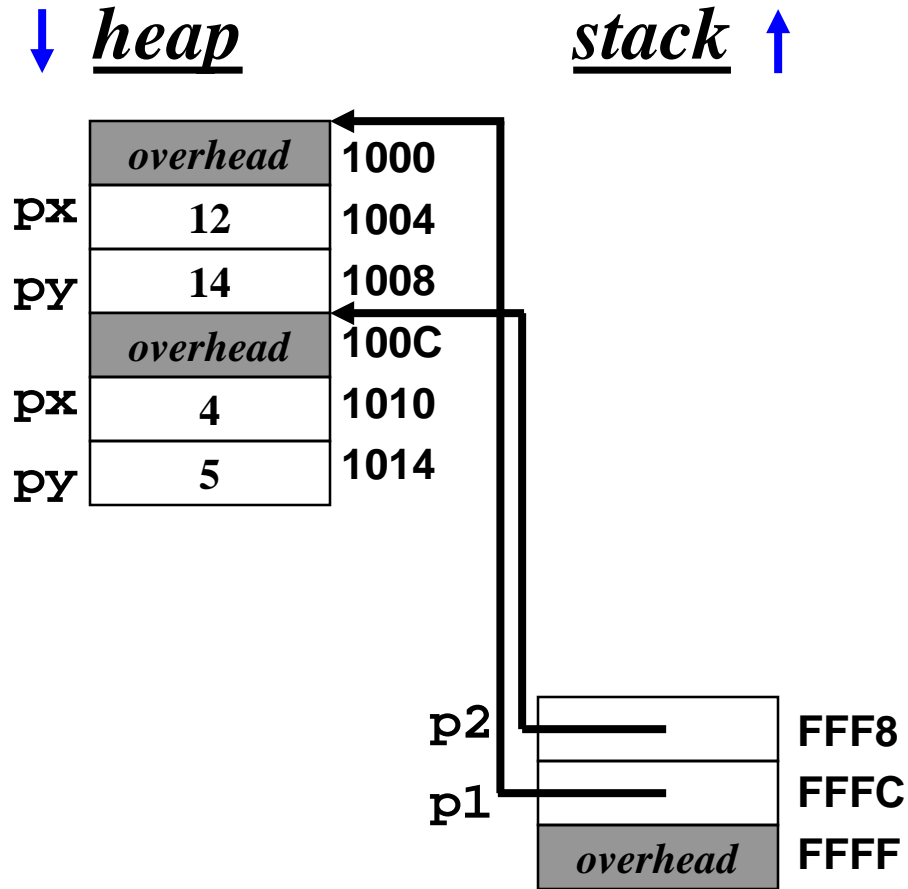 heap
stack
overhead 1000
px 12 1004
py 14 1008
overhead 100C
px 4 1010
py 5 1014
p2 FFF8
p1 FFFC
overhead FFFF